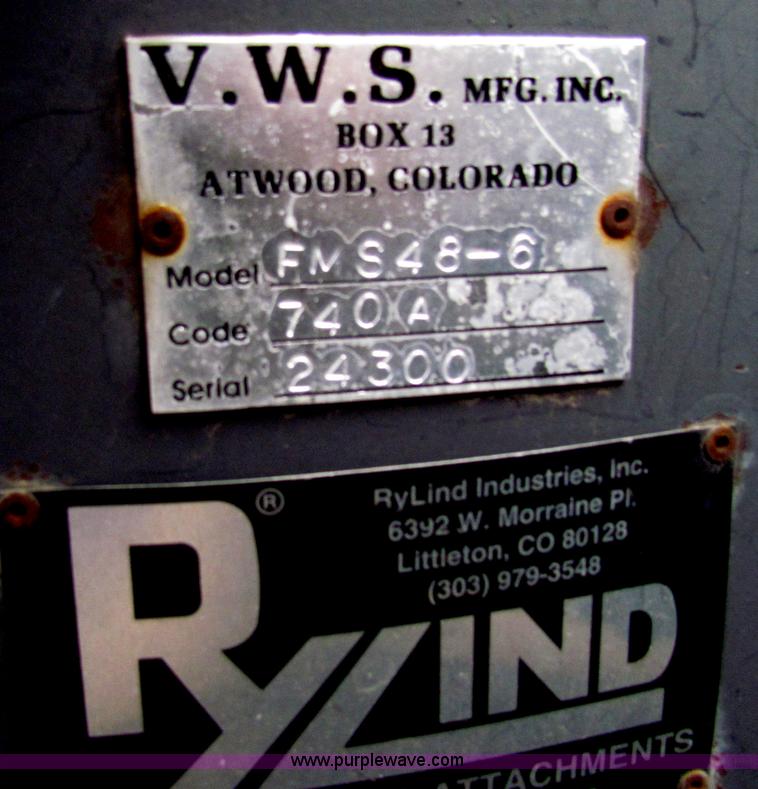 V.W.S. MFG. INC.
BOX 13
ATWOOD, COLORADO
Model FMS48-6
Code 740A
Serial 24300
RyLind Industries, Inc.
6392 W. Morraine Pl.
Littleton, CO 80128
(303) 979-3548
RYLIND®
ATTACHMENTS
www.purplewave.com